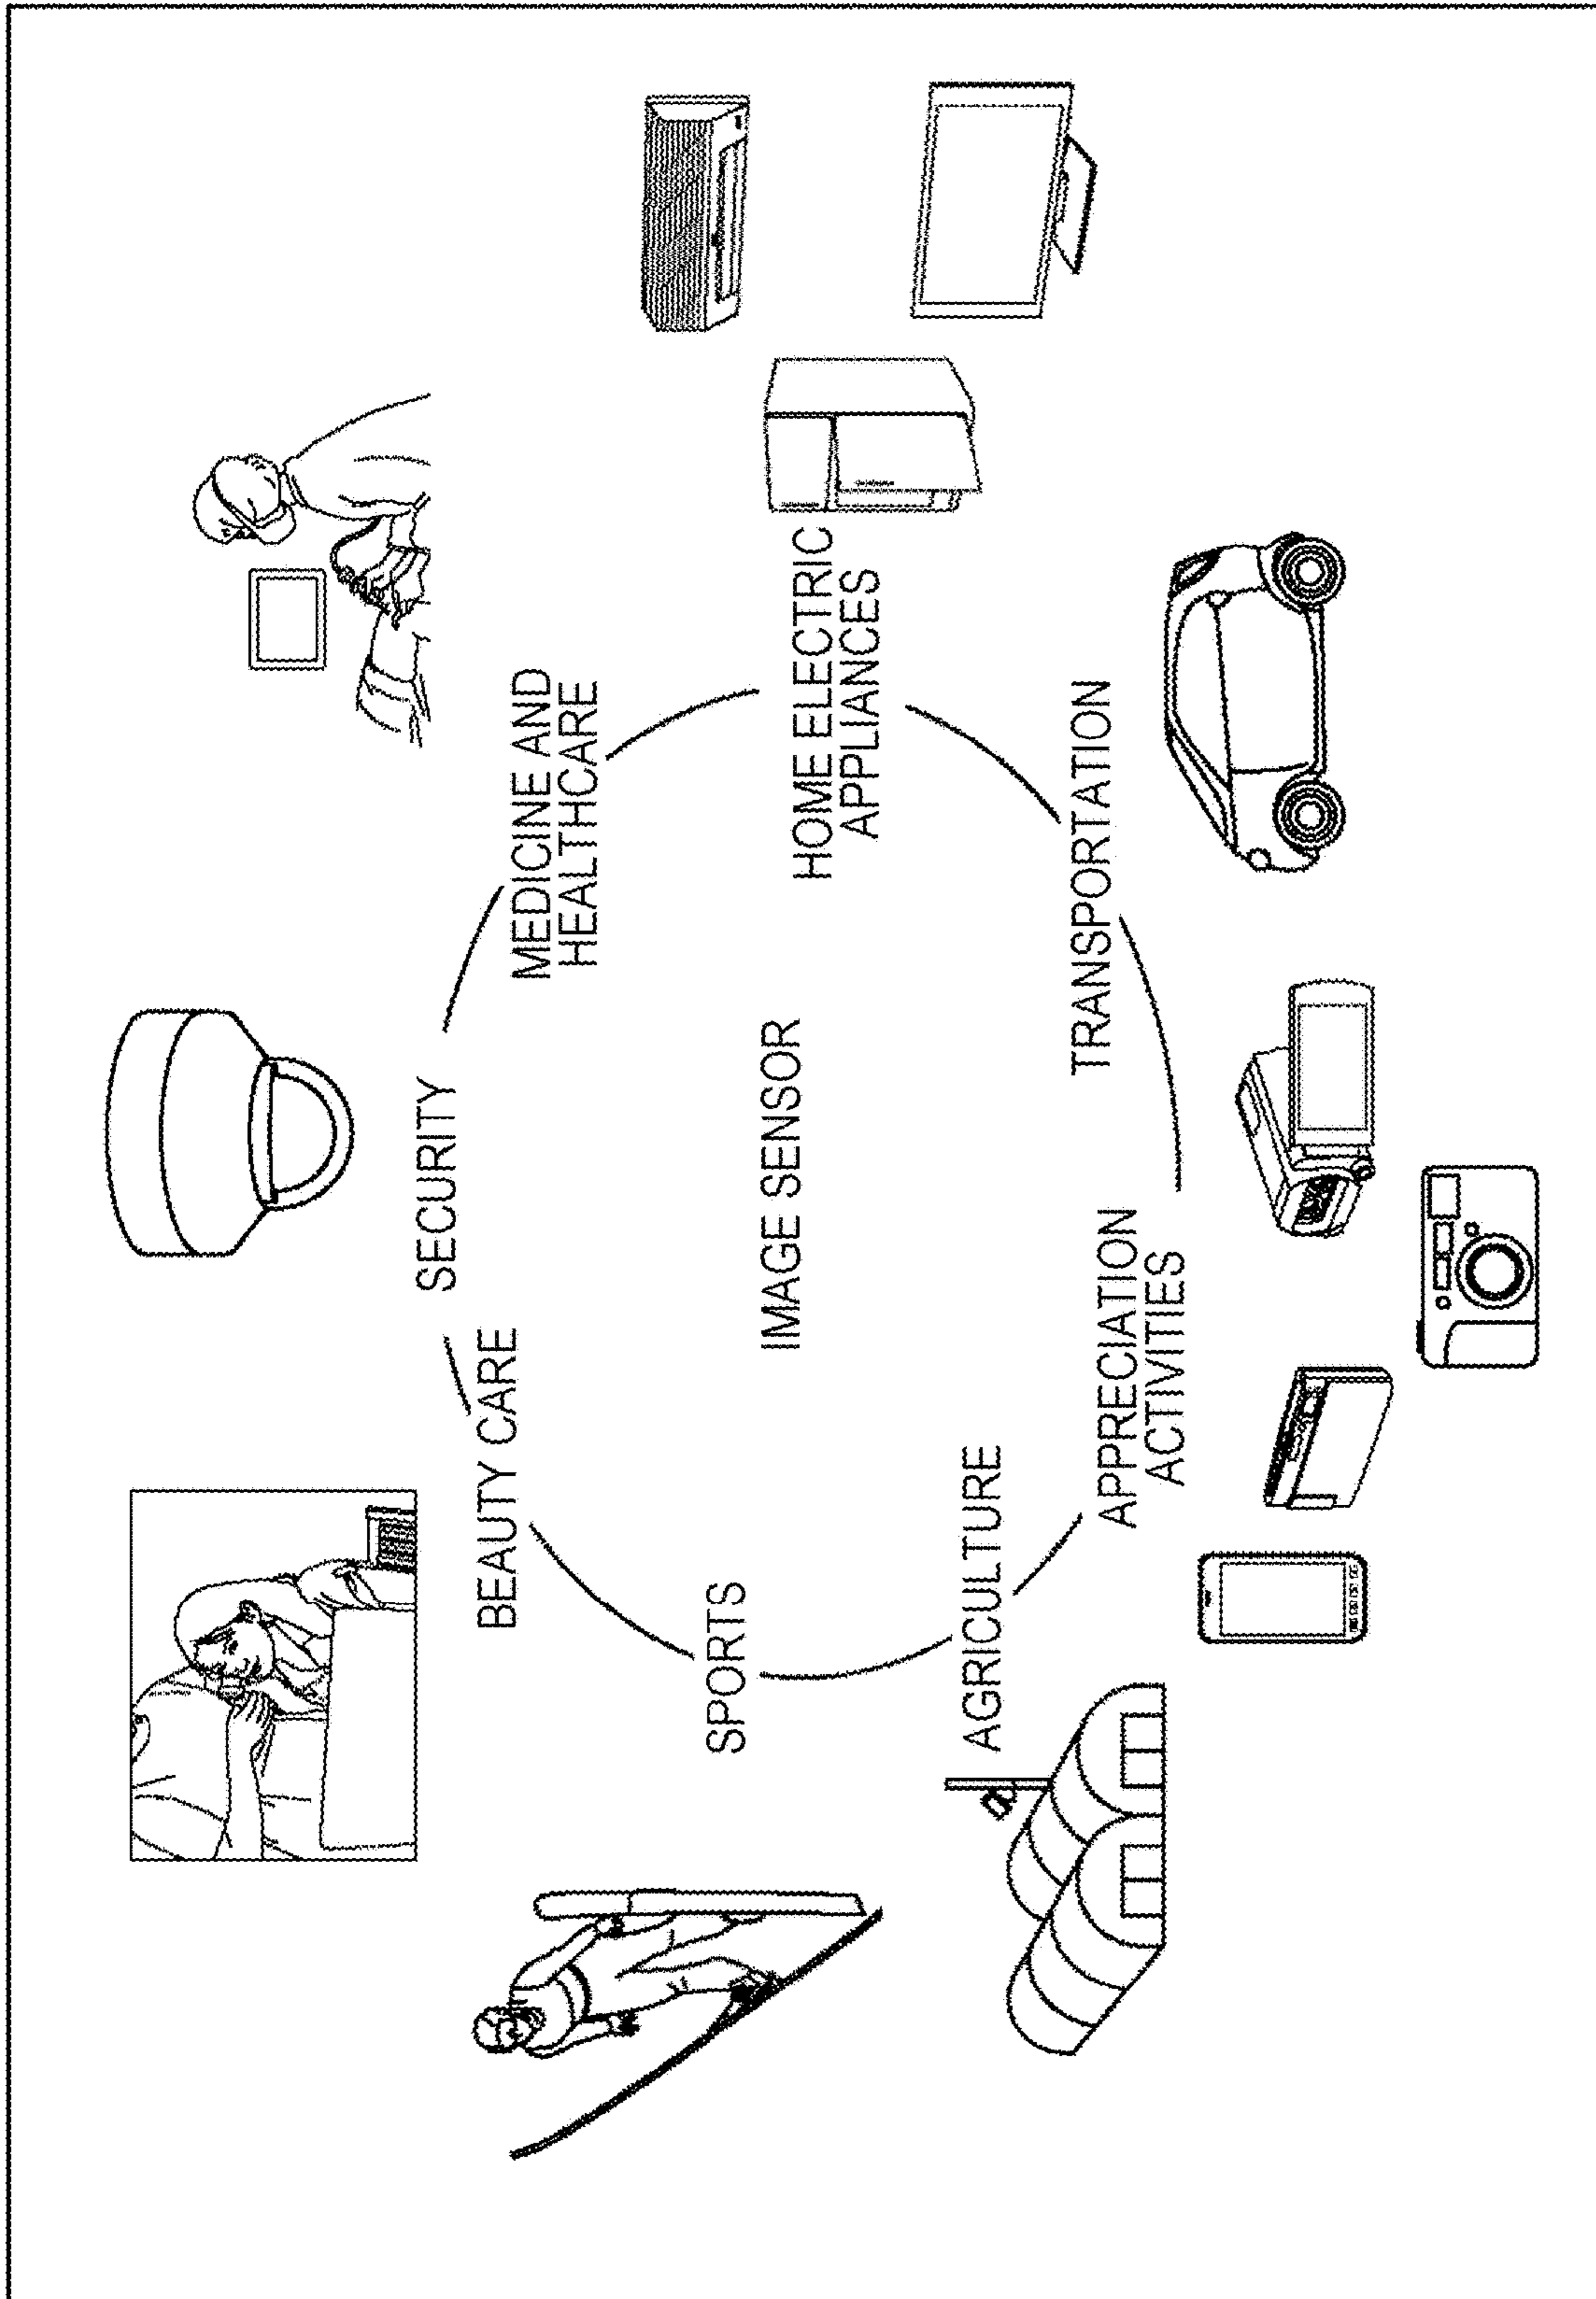 SECURITY
BEAUTY CARE
MEDICINE AND
HEALTHCARE
SPORTS
IMAGE SENSOR
HOME ELECTRIC
APPLIANCES
AGRICULTURE
TRANSPORTATION
APPRECIATION
ACTIVITIES